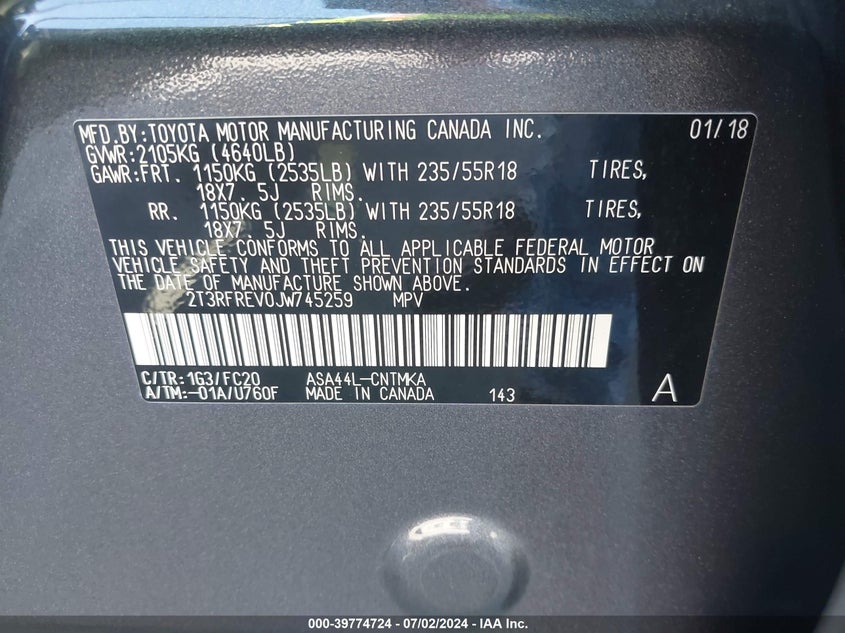 MFD.BY:TOYOTA MOTOR MANUFACTURING CANADA INC. 01/18
GVWR:2105KG (4640LB)
GAWR:FRT. 1150KG (2535LB) WITH 235/55R18 TIRES,
18X7. 5J RIMS.
RR. 1150KG (2535LB) WITH 235/55R18 TIRES,
18X7. 5J RIMS.
THIS VEHICLE CONFORMS TO ALL APPLICABLE FEDERAL MOTOR
VEHICLE SAFETY AND THEFT PREVENTION STANDARDS IN EFFECT ON
THE DATE OF MANUFACTURE SHOWN ABOVE.
2T3RFREV0JW745259 MPV
C/TR:1G3/FC20 ASA44L-CNTMKA
A/TM:-01A/U760F MADE IN CANADA 143 A
000-39774724 - 07/02/2024 - IAA Inc.